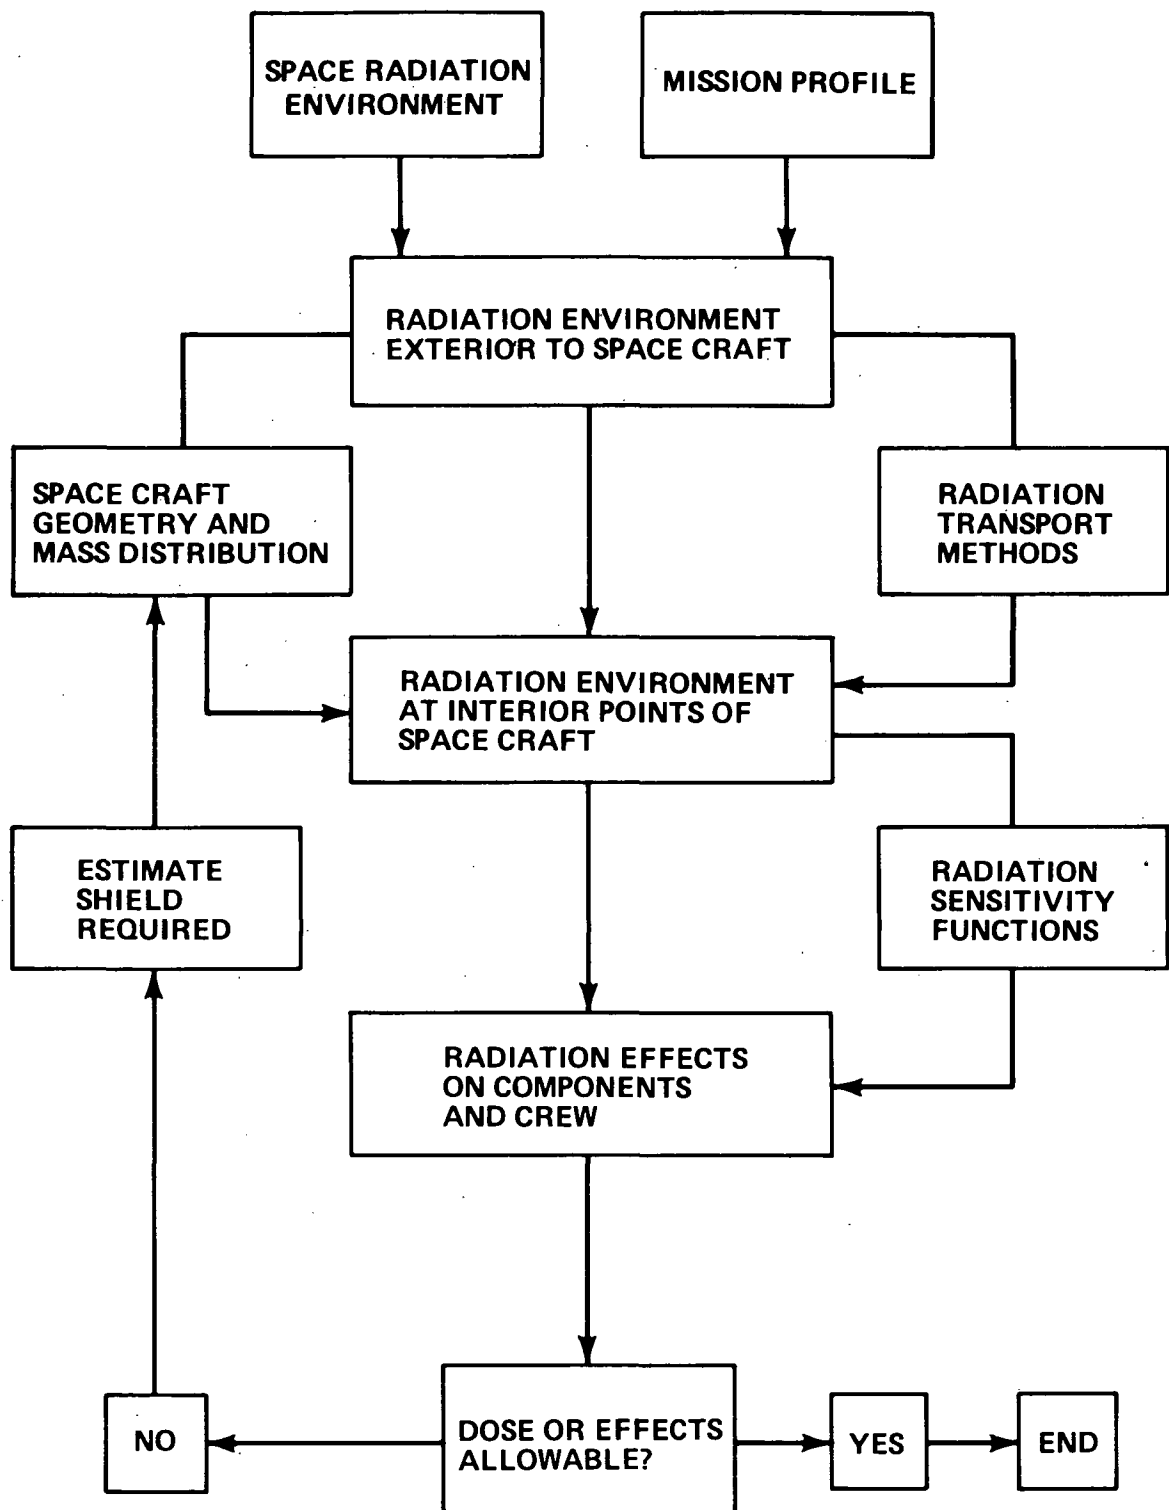 SPACE RADIATION
ENVIRONMENT
MISSION PROFILE
RADIATION ENVIRONMENT
EXTERIOR TO SPACE CRAFT
SPACE CRAFT
GEOMETRY AND
MASS DISTRIBUTION
RADIATION
TRANSPORT
METHODS
RADIATION ENVIRONMENT
AT INTERIOR POINTS OF
SPACE CRAFT
ESTIMATE
SHIELD
REQUIRED
RADIATION
SENSITIVITY
FUNCTIONS
RADIATION EFFECTS
ON COMPONENTS
AND CREW
NO
DOSE OR EFFECTS
ALLOWABLE?
YES
END